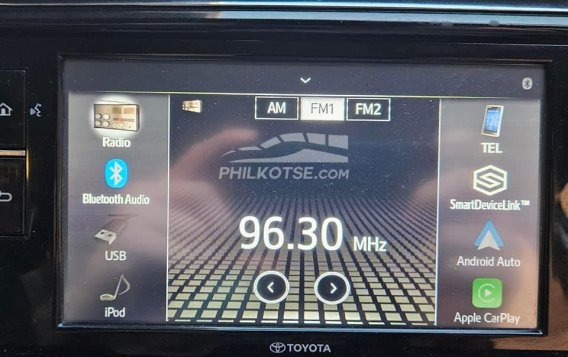 AM FM1 FM2
Radio
TEL
Bluetooth Audio
PHILKOTSE.COM
SmartDeviceLink™
96.30 MHz
USB
Android Auto
iPod
Apple CarPlay
TOYOTA